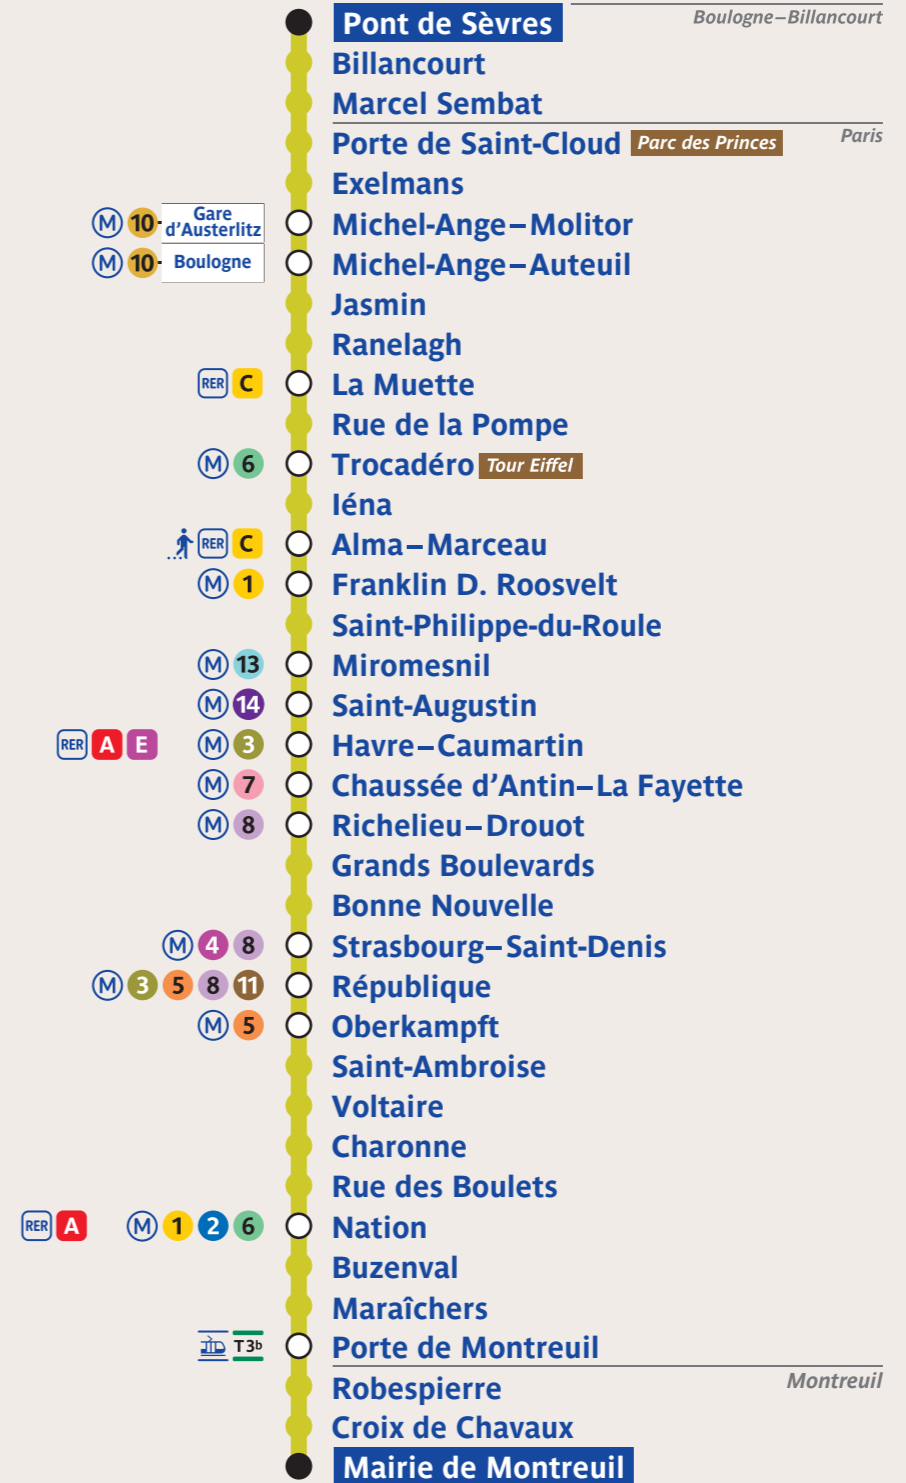 Pont de Sèvres Boulogne–Billancourt
Billancourt
Marcel Sembat
Porte de Saint-Cloud Parc des Princes Paris
Exelmans
M 10 Gare d'Austerlitz Michel-Ange–Molitor
M 10 Boulogne Michel-Ange–Auteuil
Jasmin
Ranelagh
RER C La Muette
Rue de la Pompe
M 6 Trocadéro Tour Eiffel
Iéna
RER C Alma–Marceau
M 1 Franklin D. Roosvelt
Saint-Philippe-du-Roule
M 13 Miromesnil
M 14 Saint-Augustin
RER A E M 3 Havre–Caumartin
M 7 Chaussée d'Antin–La Fayette
M 8 Richelieu–Drouot
Grands Boulevards
Bonne Nouvelle
M 4 8 Strasbourg–Saint-Denis
M 3 5 8 11 République
M 5 Oberkampft
Saint-Ambroise
Voltaire
Charonne
Rue des Boulets
RER A M 1 2 6 Nation
Buzenval
Maraîchers
T3b Porte de Montreuil
Montreuil
Robespierre
Croix de Chavaux
Mairie de Montreuil